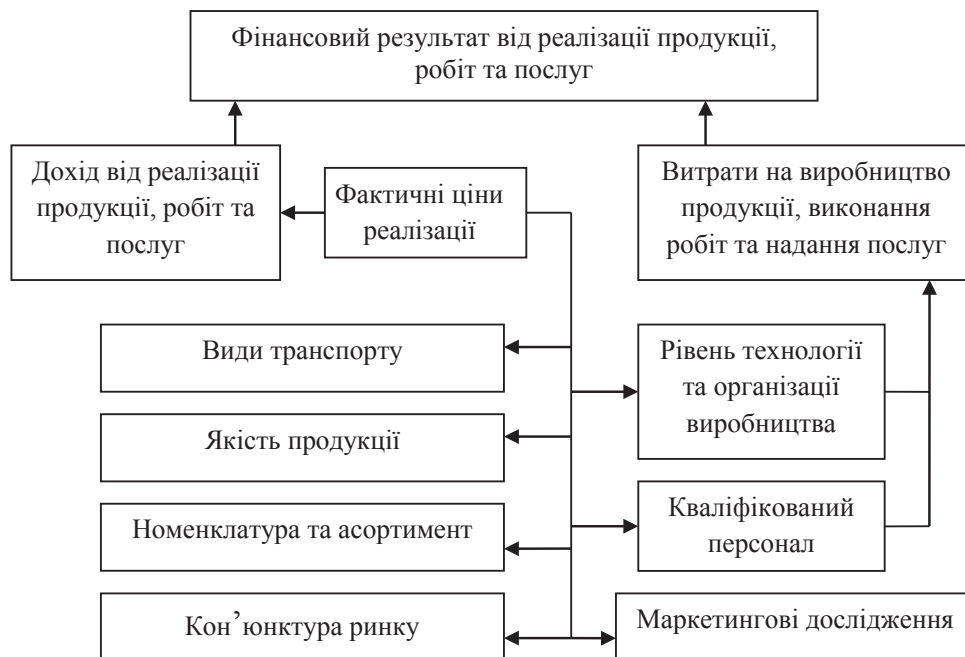 Фінансовий результат від реалізації продукції,
робіт та послуг
Дохід від реалізації
продукції, робіт та
послуг
Фактичні ціни
реалізації
Витрати на виробництво
продукції, виконання
робіт та надання послуг
Види транспорту
Рівень технології
та організації
виробництва
Якість продукції
Номенклатура та асортимент
Кваліфікований
персонал
Кон’юнктура ринку
Маркетингові дослідження